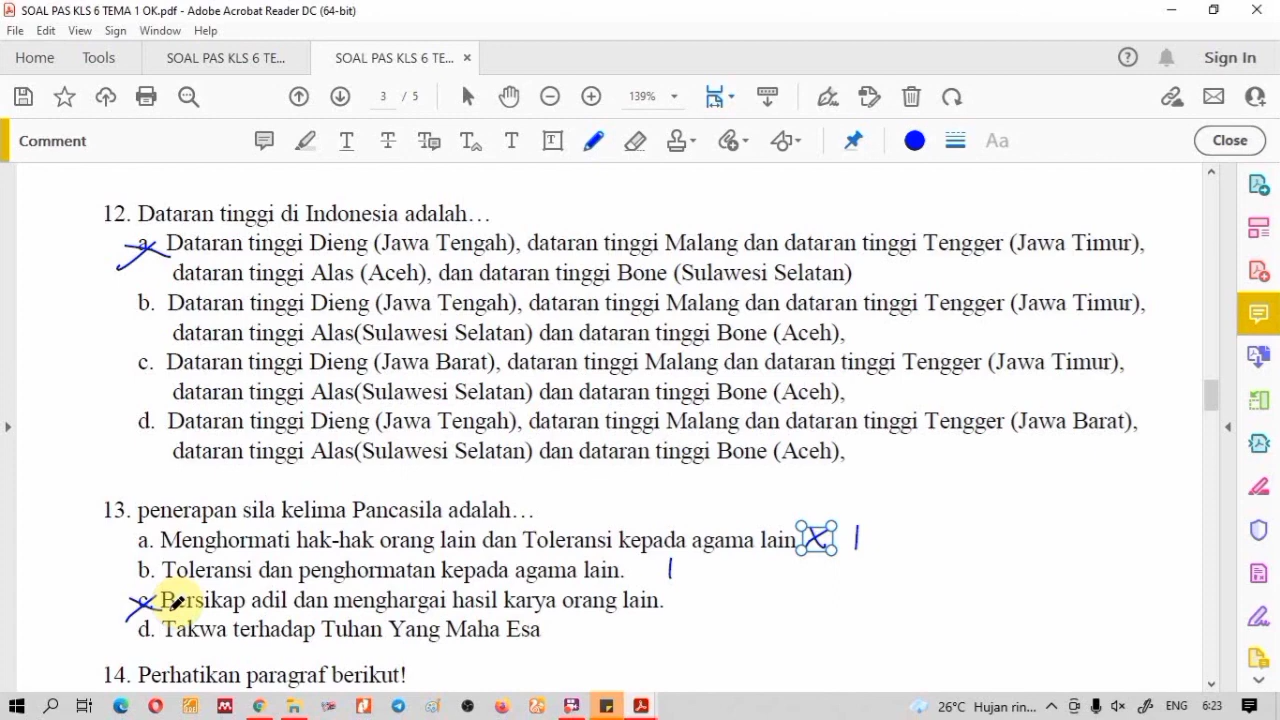 SOAL PAS KLS 6 TEMA 1 OK.pdf - Adobe Acrobat Reader DC (64-bit)
File Edit View Sign Window Help
Home Tools SOAL PAS KLS 6 TE... SOAL PAS KLS 6 TE... ×
Sign In
3 / 5 139%
Comment Aa Close
12. Dataran tinggi di Indonesia adalah…
a. Dataran tinggi Dieng (Jawa Tengah), dataran tinggi Malang dan dataran tinggi Tengger (Jawa Timur),
dataran tinggi Alas (Aceh), dan dataran tinggi Bone (Sulawesi Selatan)
b. Dataran tinggi Dieng (Jawa Tengah), dataran tinggi Malang dan dataran tinggi Tengger (Jawa Timur),
dataran tinggi Alas(Sulawesi Selatan) dan dataran tinggi Bone (Aceh),
c. Dataran tinggi Dieng (Jawa Barat), dataran tinggi Malang dan dataran tinggi Tengger (Jawa Timur),
dataran tinggi Alas(Sulawesi Selatan) dan dataran tinggi Bone (Aceh),
d. Dataran tinggi Dieng (Jawa Tengah), dataran tinggi Malang dan dataran tinggi Tengger (Jawa Barat),
dataran tinggi Alas(Sulawesi Selatan) dan dataran tinggi Bone (Aceh),
13. penerapan sila kelima Pancasila adalah…
a. Menghormati hak-hak orang lain dan Toleransi kepada agama lain x 1
b. Toleransi dan penghormatan kepada agama lain. 1
c. Bersikap adil dan menghargai hasil karya orang lain.
d. Takwa terhadap Tuhan Yang Maha Esa
14. Perhatikan paragraf berikut!
26°C Hujan rin... ENG 6:23